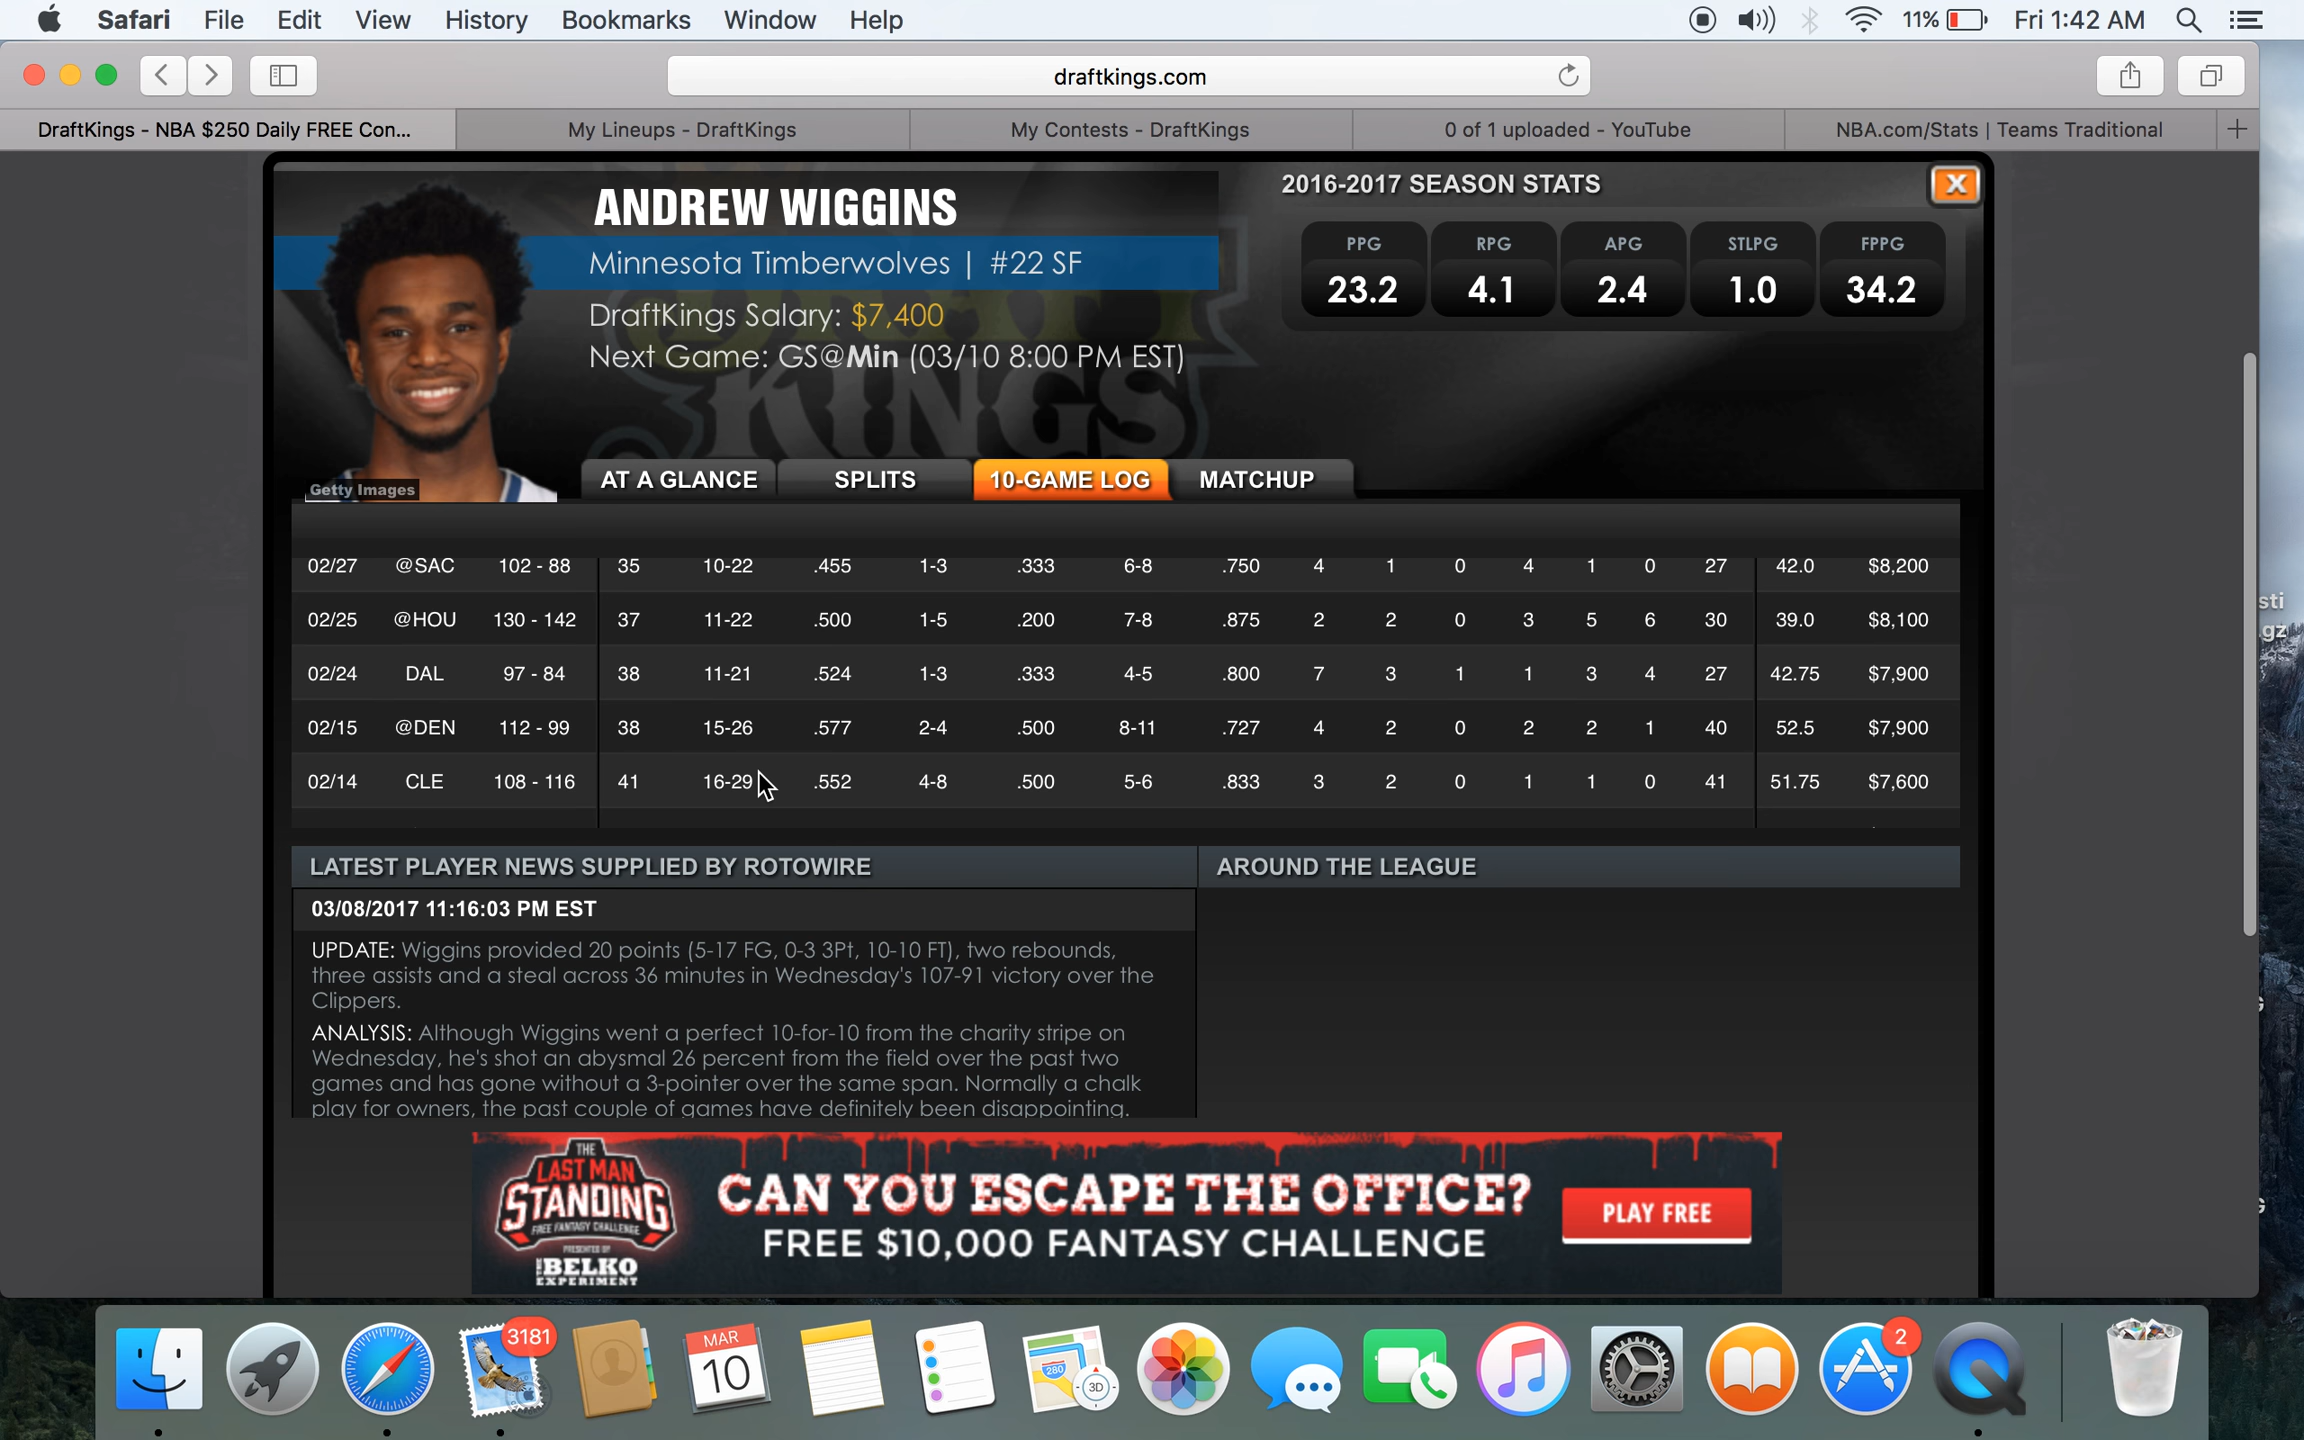 Safari File Edit View History Bookmarks Window Help 11% Fri 1:42 AM
draftkings.com
DraftKings - NBA $250 Daily FREE Con... My Lineups - DraftKings My Contests - DraftKings 0 of 1 uploaded - YouTube NBA.com/Stats | Teams Traditional
ANDREW WIGGINS
Minnesota Timberwolves | #22 SF
DraftKings Salary: $7,400
Next Game: GS@Min (03/10 8:00 PM EST)
Getty Images
2016-2017 SEASON STATS
X
PPG RPG APG STLPG FPPG
23.2 4.1 2.4 1.0 34.2
KINGS
AT A GLANCE SPLITS 10-GAME LOG MATCHUP
02/27 @SAC 102 - 88 35 10-22 .455 1-3 .333 6-8 .750 4 1 0 4 1 0 27 42.0 $8,200
02/25 @HOU 130 - 142 37 11-22 .500 1-5 .200 7-8 .875 2 2 0 3 5 6 30 39.0 $8,100
02/24 DAL 97 - 84 38 11-21 .524 1-3 .333 4-5 .800 7 3 1 1 3 4 27 42.75 $7,900
02/15 @DEN 112 - 99 38 15-26 .577 2-4 .500 8-11 .727 4 2 0 2 2 1 40 52.5 $7,900
02/14 CLE 108 - 116 41 16-29 .552 4-8 .500 5-6 .833 3 2 0 1 1 0 41 51.75 $7,600
sti
.gz
LATEST PLAYER NEWS SUPPLIED BY ROTOWIRE
AROUND THE LEAGUE
03/08/2017 11:16:03 PM EST
UPDATE: Wiggins provided 20 points (5-17 FG, 0-3 3Pt, 10-10 FT), two rebounds,
three assists and a steal across 36 minutes in Wednesday's 107-91 victory over the
Clippers.
ANALYSIS: Although Wiggins went a perfect 10-for-10 from the charity stripe on
Wednesday, he's shot an abysmal 26 percent from the field over the past two
games and has gone without a 3-pointer over the same span. Normally a chalk
play for owners, the past couple of games have definitely been disappointing.
THE
LAST MAN
STANDING
FREE FANTASY CHALLENGE
PRESENTED BY
THE BELKO
EXPERIMENT
CAN YOU ESCAPE THE OFFICE?
FREE $10,000 FANTASY CHALLENGE
PLAY FREE
3181
MAR
10
280
3D
2